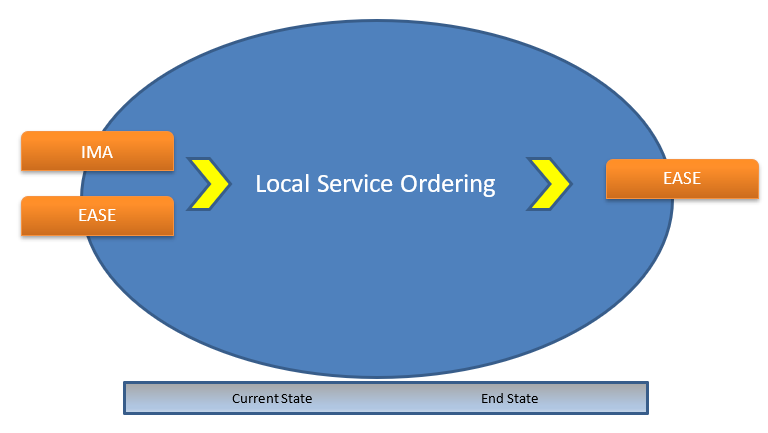 IMA
EASE
Local Service Ordering
EASE
Current State
End State